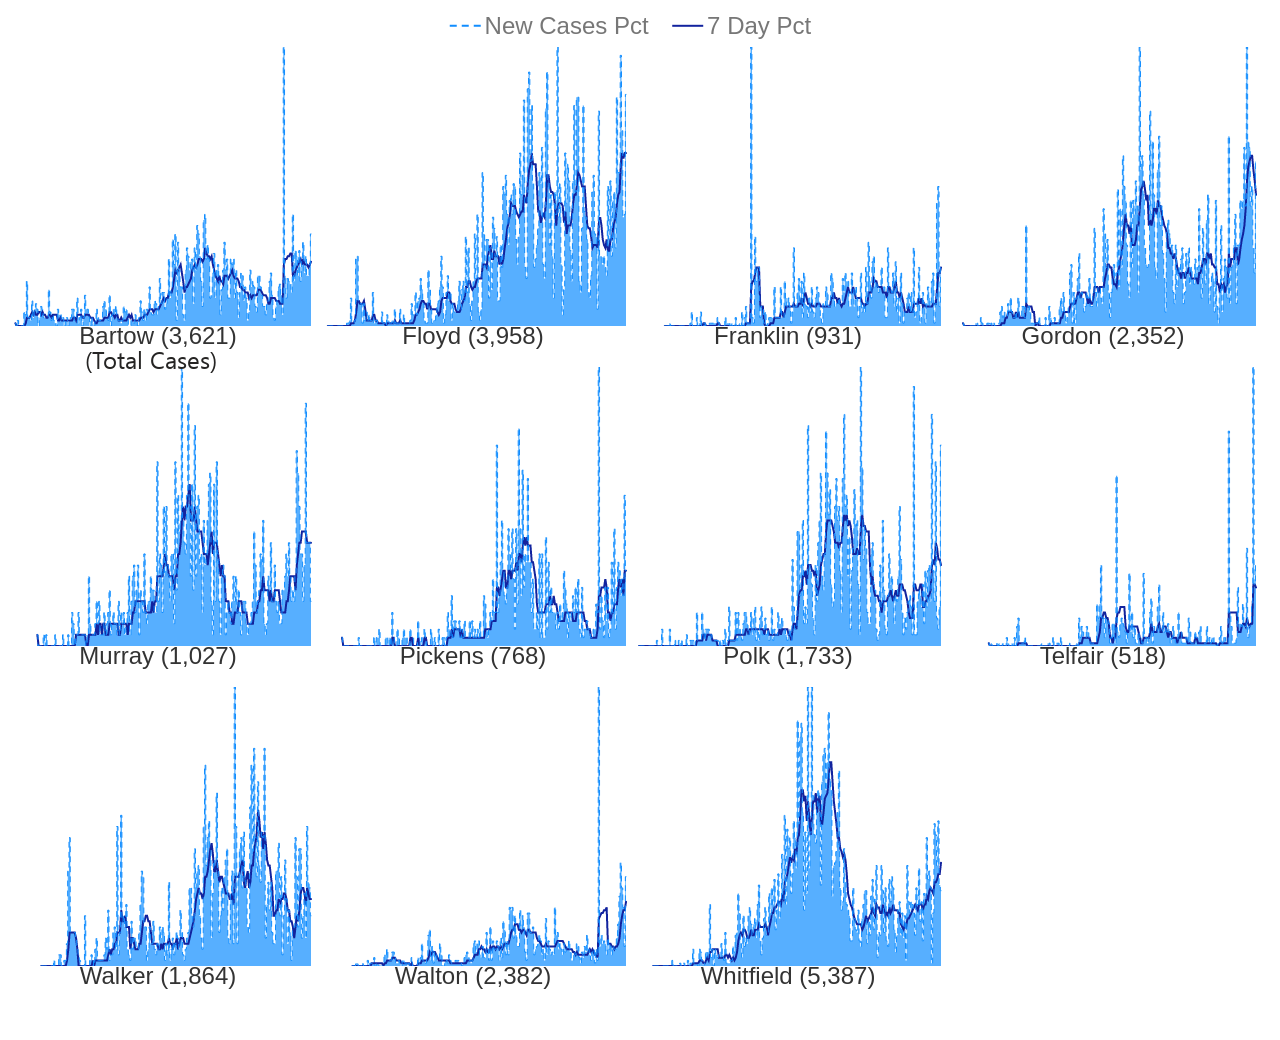 New Cases Pct 7 Day Pct
Bartow (3,621) Floyd (3,958) Franklin (931) Gordon (2,352)
(Total Cases)
Murray (1,027) Pickens (768) Polk (1,733) Telfair (518)
Walker (1,864) Walton (2,382) Whitfield (5,387)